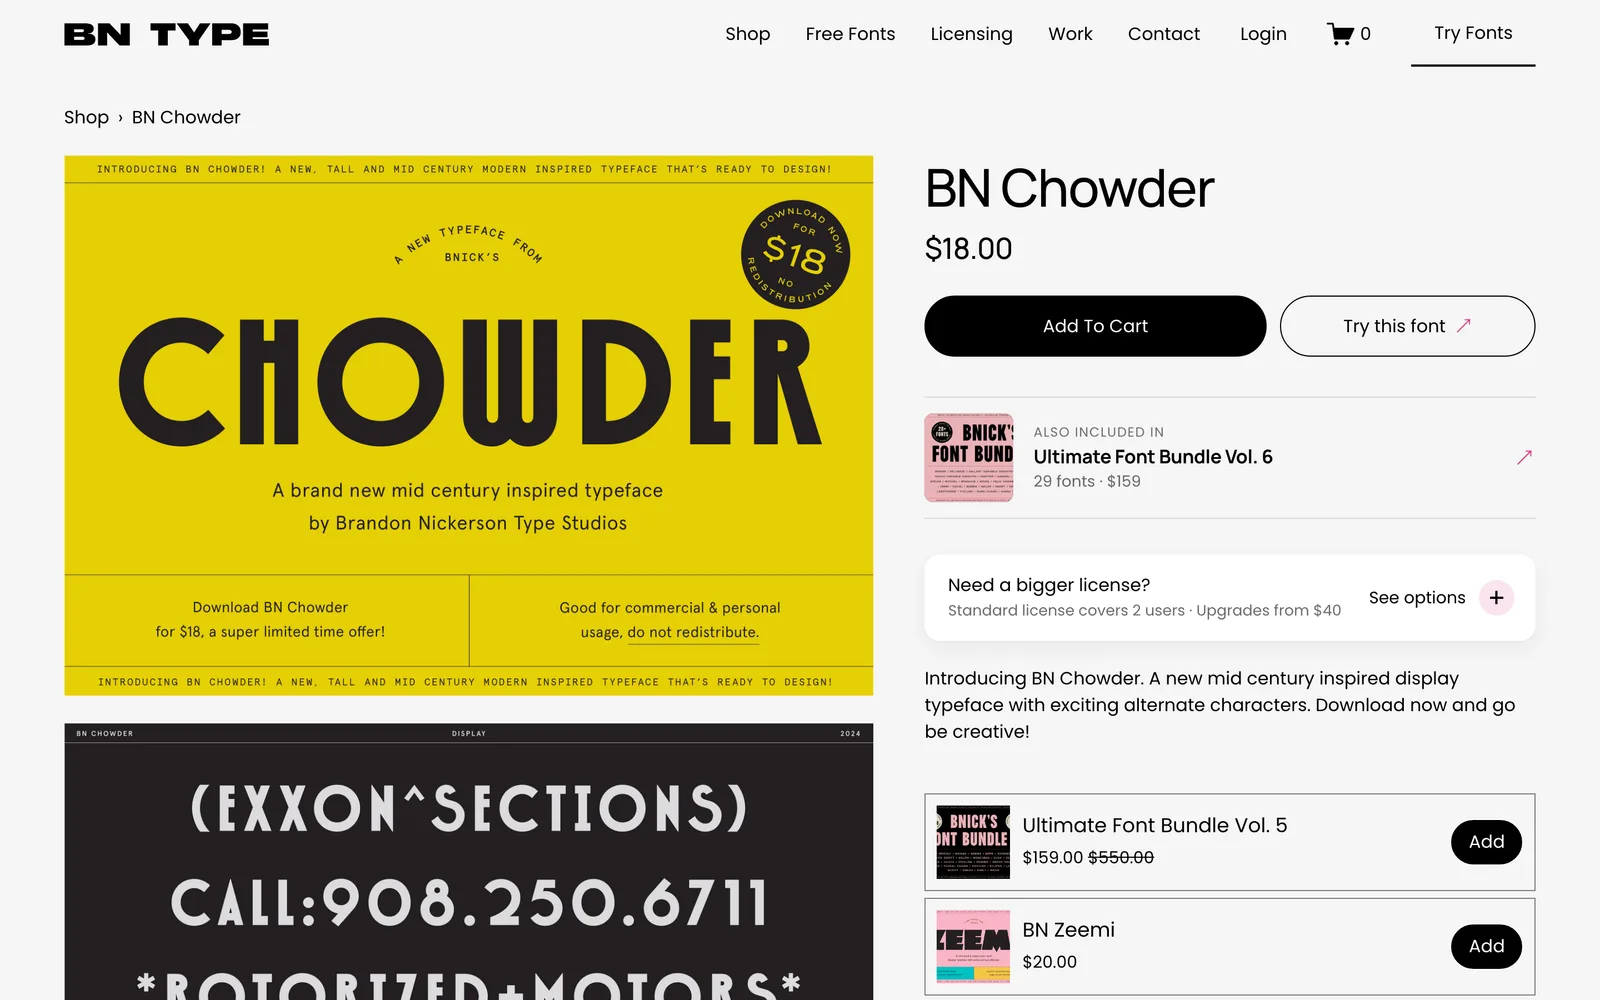 BN TYPE
Shop
Free Fonts
Licensing
Work
Contact
Login
0
Try Fonts
Shop › BN Chowder
INTRODUCING BN CHOWDER! A NEW, TALL AND MID CENTURY MODERN INSPIRED TYPEFACE THAT'S READY TO DESIGN!
A NEW TYPEFACE FROM
BNICK'S
DOWNLOAD NOW
FOR
$18
NO
REDISTRIBUTION
CHOWDER
A brand new mid century inspired typeface
by Brandon Nickerson Type Studios
Download BN Chowder
for $18, a super limited time offer!
Good for commercial & personal
usage, do not redistribute.
INTRODUCING BN CHOWDER! A NEW, TALL AND MID CENTURY MODERN INSPIRED TYPEFACE THAT'S READY TO DESIGN!
BN CHOWDER
DISPLAY
2024
(EXXON^SECTIONS)
CALL:908.250.6711
*ROTORIZED+MOTORS*
BN Chowder
$18.00
Add To Cart
Try this font
28+
FONTS
BNICK'S
FONT BUND
ALSO INCLUDED IN
Ultimate Font Bundle Vol. 6
29 fonts · $159
Need a bigger license?
Standard license covers 2 users · Upgrades from $40
See options
Introducing BN Chowder. A new mid century inspired display
typeface with exciting alternate characters. Download now and go
be creative!
BNICK'S
ONT BUNDLE
Ultimate Font Bundle Vol. 5
$159.00 $550.00
Add
ZEEM
BN Zeemi
$20.00
Add